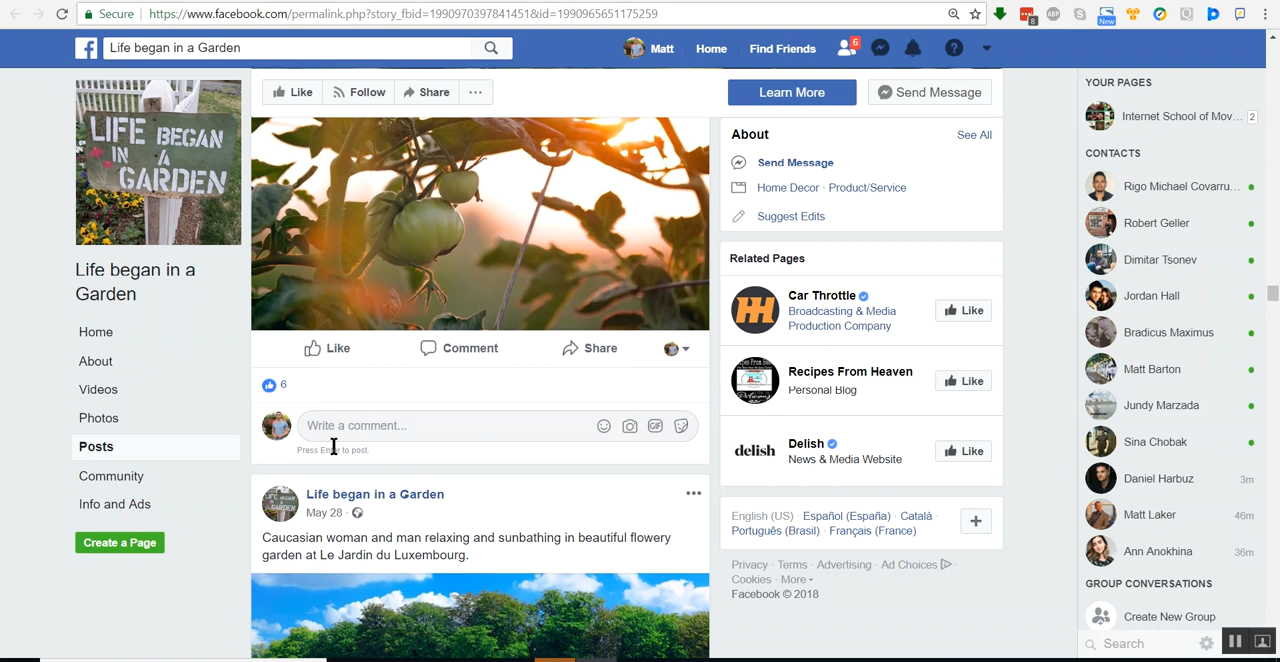 Secure https://www.facebook.com/permalink.php?story_fbid=1990970397841451&id=1990965651175259
8
ABP
New
Life began in a Garden
Matt Home Find Friends 6
LIFE BEGAN
IN A
GARDEN
Life began in a
Garden
Home
About
Videos
Photos
Posts
Community
Info and Ads
Create a Page
Like Follow Share ...
Learn More Send Message
Like Comment Share
6
Write a comment... GIF
Press Enter to post.
Life began in a Garden
May 28 ·
Caucasian woman and man relaxing and sunbathing in beautiful flowery
garden at Le Jardin du Luxembourg.
About See All
Send Message
Home Decor · Product/Service
Suggest Edits
Related Pages
Car Throttle
Broadcasting & Media
Production Company
Like
Recipes From Heaven
Personal Blog
Like
delish
Delish
News & Media Website
Like
English (US) · Español (España) · Català ·
Português (Brasil) · Français (France)
Privacy · Terms · Advertising · Ad Choices ·
Cookies · More
Facebook © 2018
YOUR PAGES
Internet School of Mov... 2
CONTACTS
Rigo Michael Covarru...
Robert Geller
Dimitar Tsonev
Jordan Hall
Bradicus Maximus
Matt Barton
Jundy Marzada
Sina Chobak
Daniel Harbuz 3m
Matt Laker 46m
Ann Anokhina 36m
GROUP CONVERSATIONS
Create New Group
Search